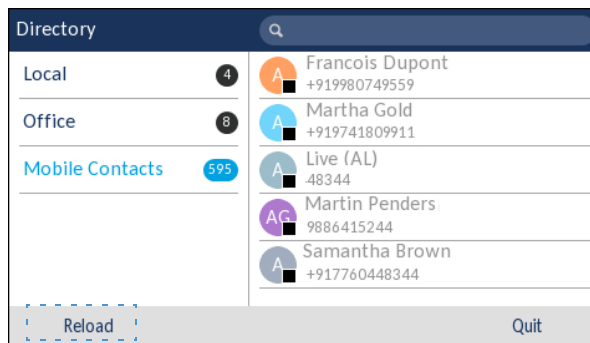 Directory
Local 4
Office 8
Mobile Contacts 595
A Francois Dupont
+919980749559
A Martha Gold
+919741809911
A Live (AL)
48344
AG Martin Penders
9886415244
A Samantha Brown
+917760448344
Reload Quit